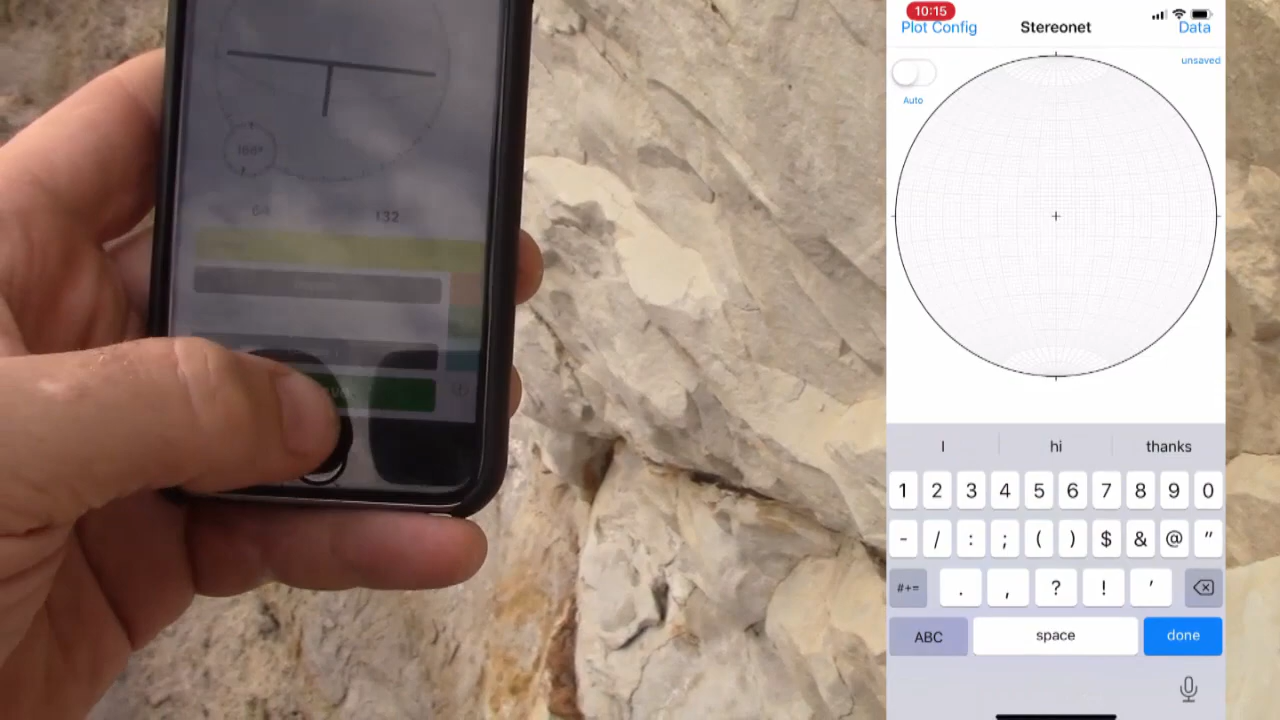 168°
132
10:15
Plot Config Stereonet Data
unsaved
Auto
I hi thanks
1 2 3 4 5 6 7 8 9 0
- / : ; ( ) $ & @ "
#+= . , ? ! '
ABC space done